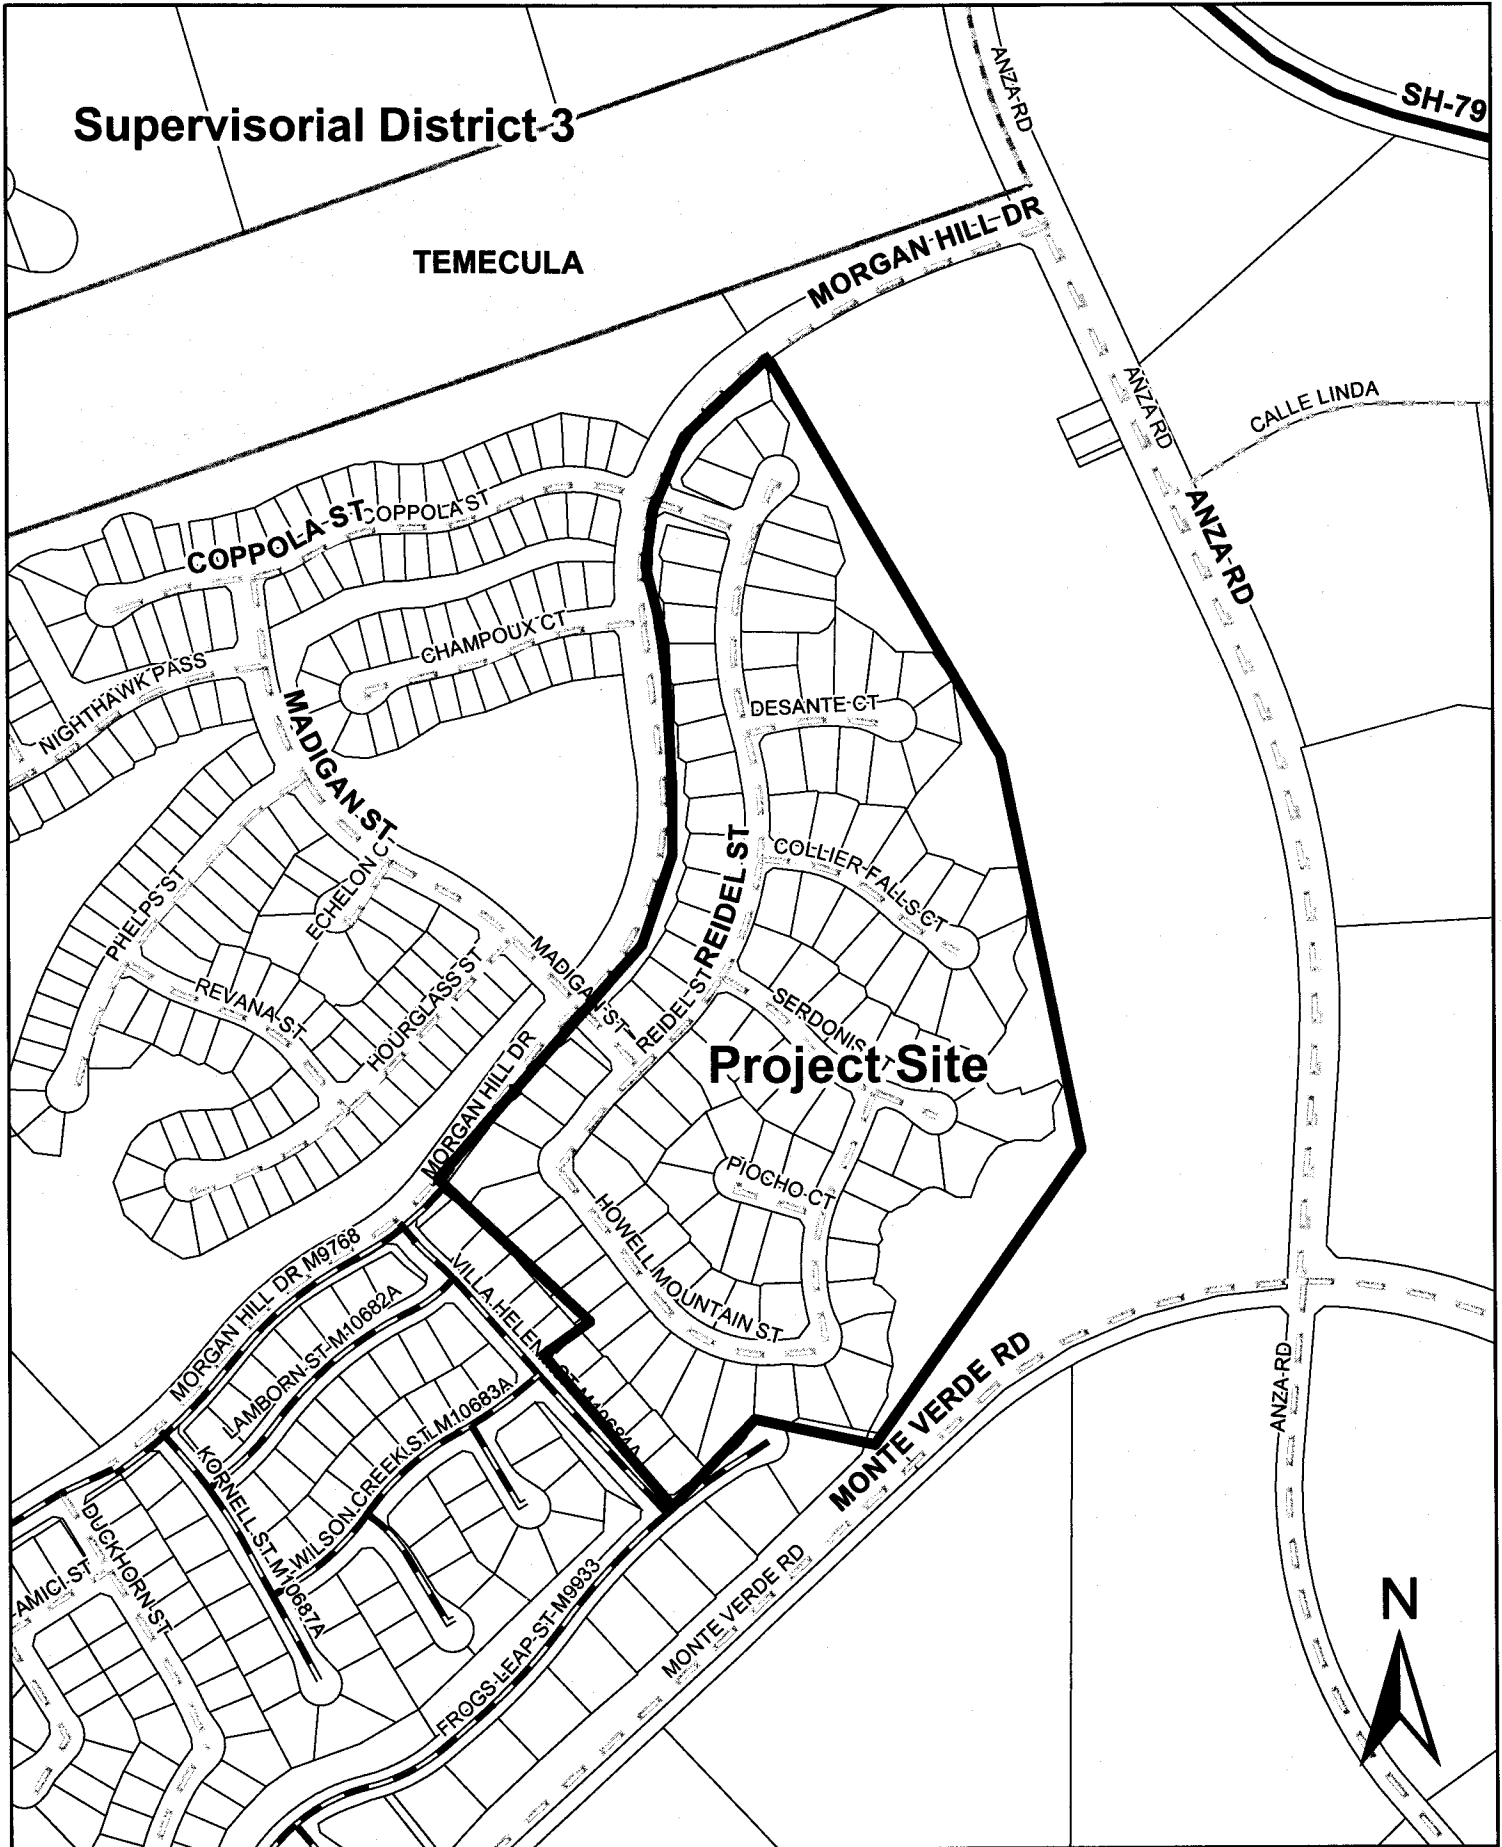 ANZA RD
SH-79
Supervisorial District 3
MORGAN HILL DR
TEMECULA
ANZA RD
CALLE LINDA
COPPOLA ST
COPPOLA ST
ANZA RD
CHAMPOUX CT
NIGHTHAWK PASS
MADIGAN ST
DESANTE CT
REIDEL ST
COLLIER FALLS CT
ECHELON C
PHELPS ST
MADIGAN ST
REIDEL ST
HOURGLASS ST
REVANA ST
SERDONIS
MORGAN HILL DR
Project Site
PIOCHO CT
HOWELL MOUNTAIN ST
MORGAN HILL DR M9768
VILLA HELEN
LAMBORN ST M10682A
MONTE VERDE RD
ANZA RD
WILSON CREEK ST M10683A
KORNELL ST M10687A
DUCKHORN ST
AMICI ST
FROGS LEAP ST M9933
MONTE VERDE RD
N